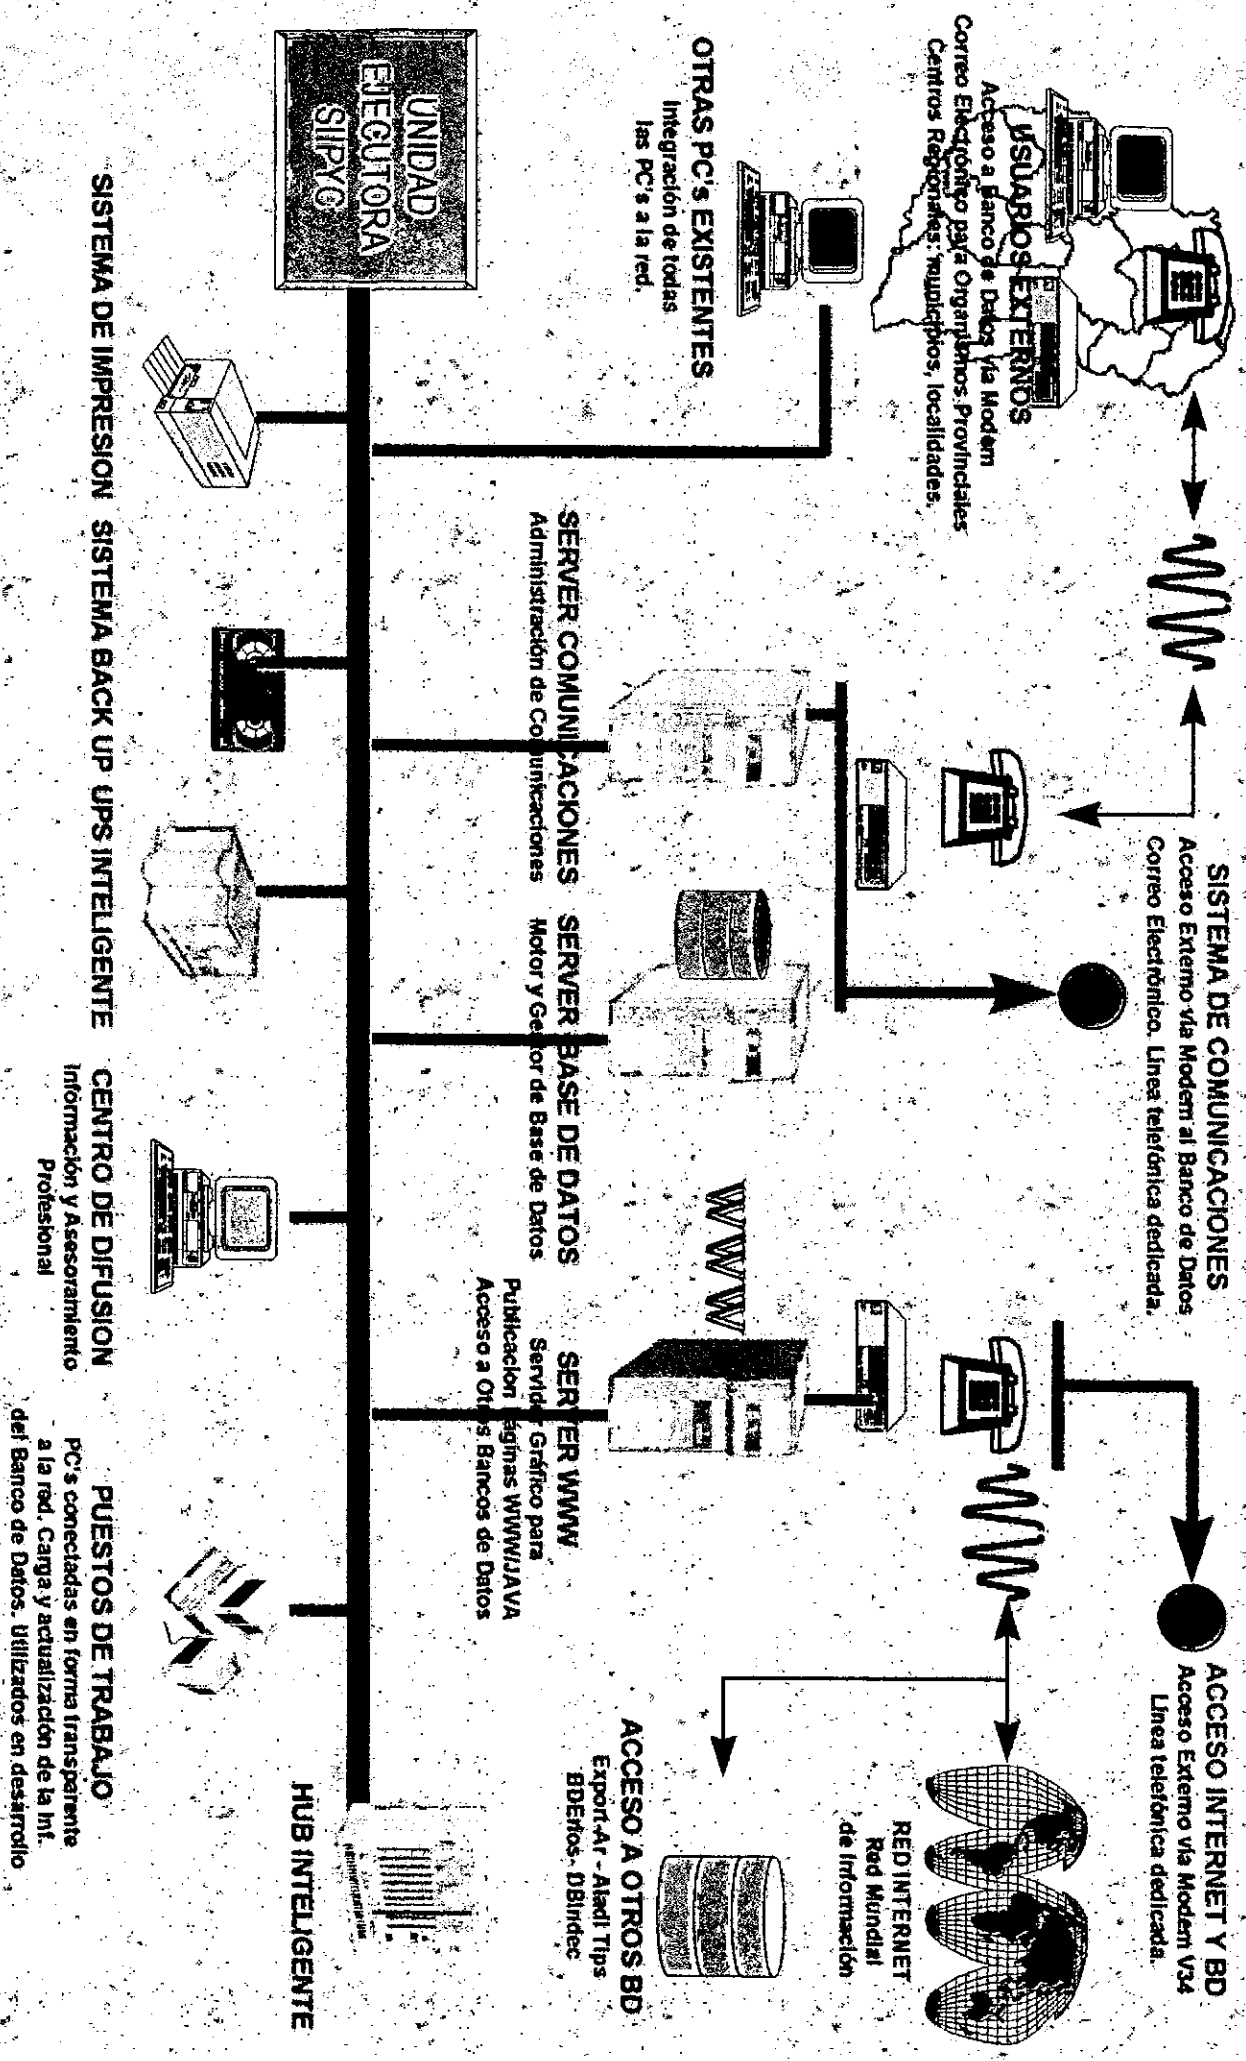 USUARIOS EXTERNOS
Acceso a Banco de Datos vía Modem
Correo Electrónico para Organismos Provinciales
Centros Regionales: municipios, localidades.
SISTEMA DE COMUNICACIONES
Acceso Externo vía Modem al Banco de Datos
Correo Electrónico. Línea telefónica dedicada.
ACCESO INTERNET Y BD
Acceso Externo vía Modem V34
Línea telefónica dedicada.
RED INTERNET
Red Mundial
de Información
OTRAS PC's EXISTENTES
Integración de todas
las PC's a la red.
WWW
ACCESO A OTROS BD
Export-Ar - Aladi Tips
BDErlos- DBIndec
SERVER COMUNICACIONES
Administración de Comunicaciones
SERVER BASE DE DATOS
Motor y Gestor de Base de Datos
SERVER WWW
Servidor Gráfico para
Publicacion Páginas WWW/JAVA
Acceso a Otros Bancos de Datos
UNIDAD
EJECUTORA
SIIPYC
HUB INTELIGENTE
SISTEMA DE IMPRESION
SISTEMA BACK UP
UPS INTELIGENTE
CENTRO DE DIFUSION
Información y Asesoramiento
Profesional
PUESTOS DE TRABAJO
PC's conectadas en forma transparente
a la red. Carga y actualización de la Inf.
del Banco de Datos. Utilizados en desarrollo